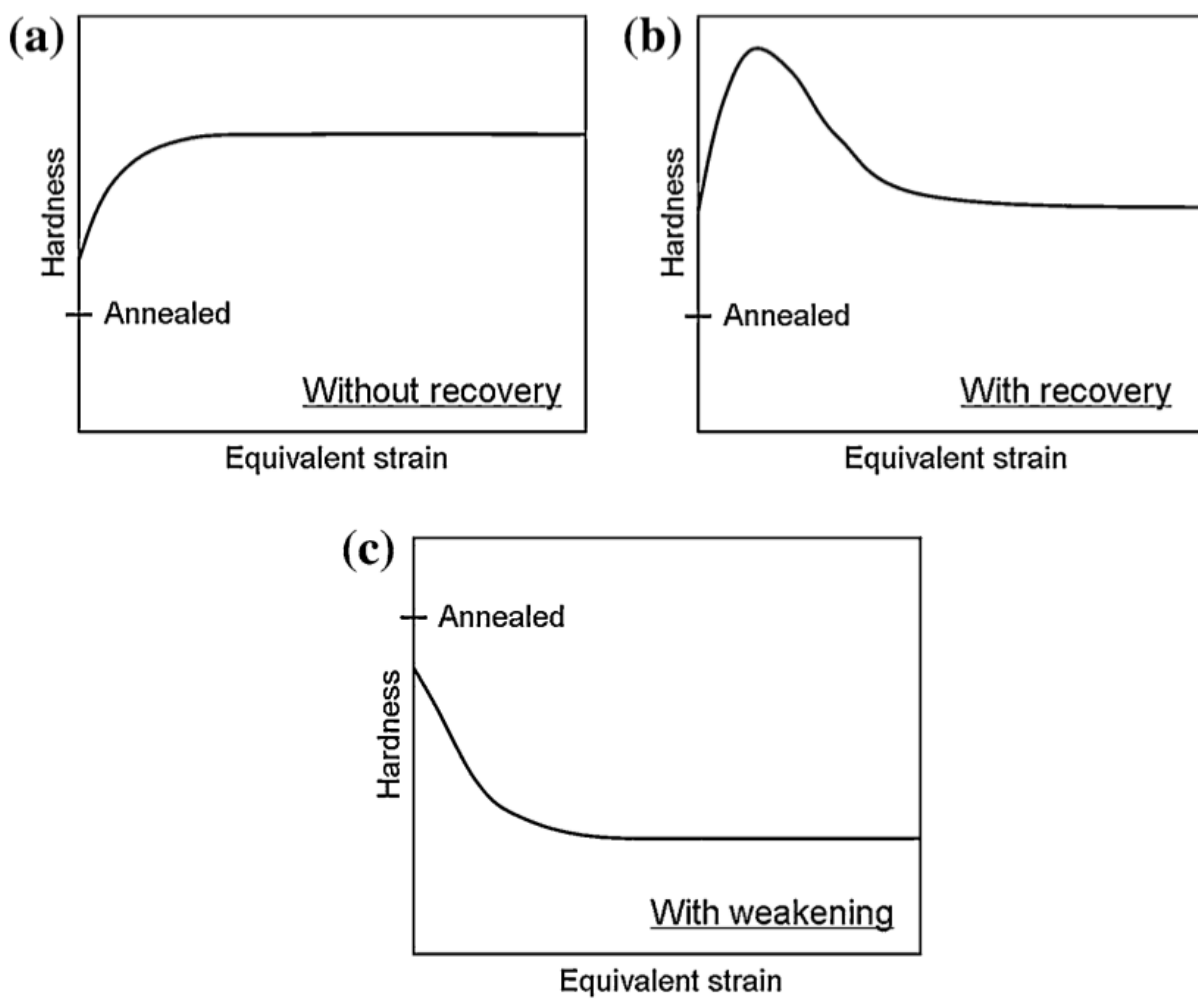 (a)
Hardness
Annealed
Without recovery
Equivalent strain
(b)
Hardness
Annealed
With recovery
Equivalent strain
(c)
Annealed
Hardness
With weakening
Equivalent strain